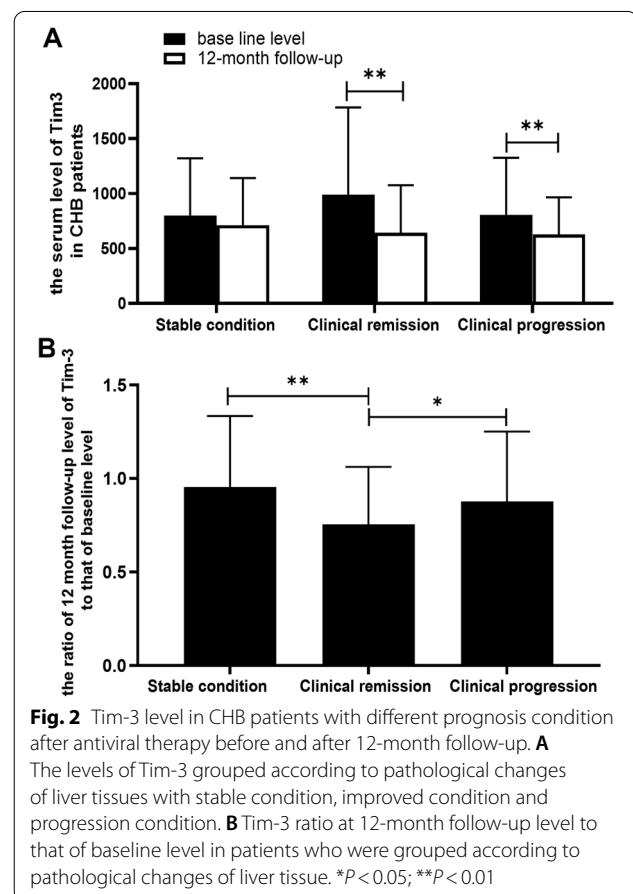 A
base line level
12-month follow-up
the serum level of Tim3
in CHB patients
2000
1500
1000
500
0
**
**
Stable condition
Clinical remission
Clinical progression
B
the ratio of 12 month follow-up level of Tim-3
to that of baseline level
1.5
1.0
0.5
0.0
**
*
Stable condition
Clinical remission
Clinical progression
Fig. 2 Tim-3 level in CHB patients with different prognosis condition
after antiviral therapy before and after 12-month follow-up. A
The levels of Tim-3 grouped according to pathological changes
of liver tissues with stable condition, improved condition and
progression condition. B Tim-3 ratio at 12-month follow-up level to
that of baseline level in patients who were grouped according to
pathological changes of liver tissue. *P < 0.05; **P < 0.01